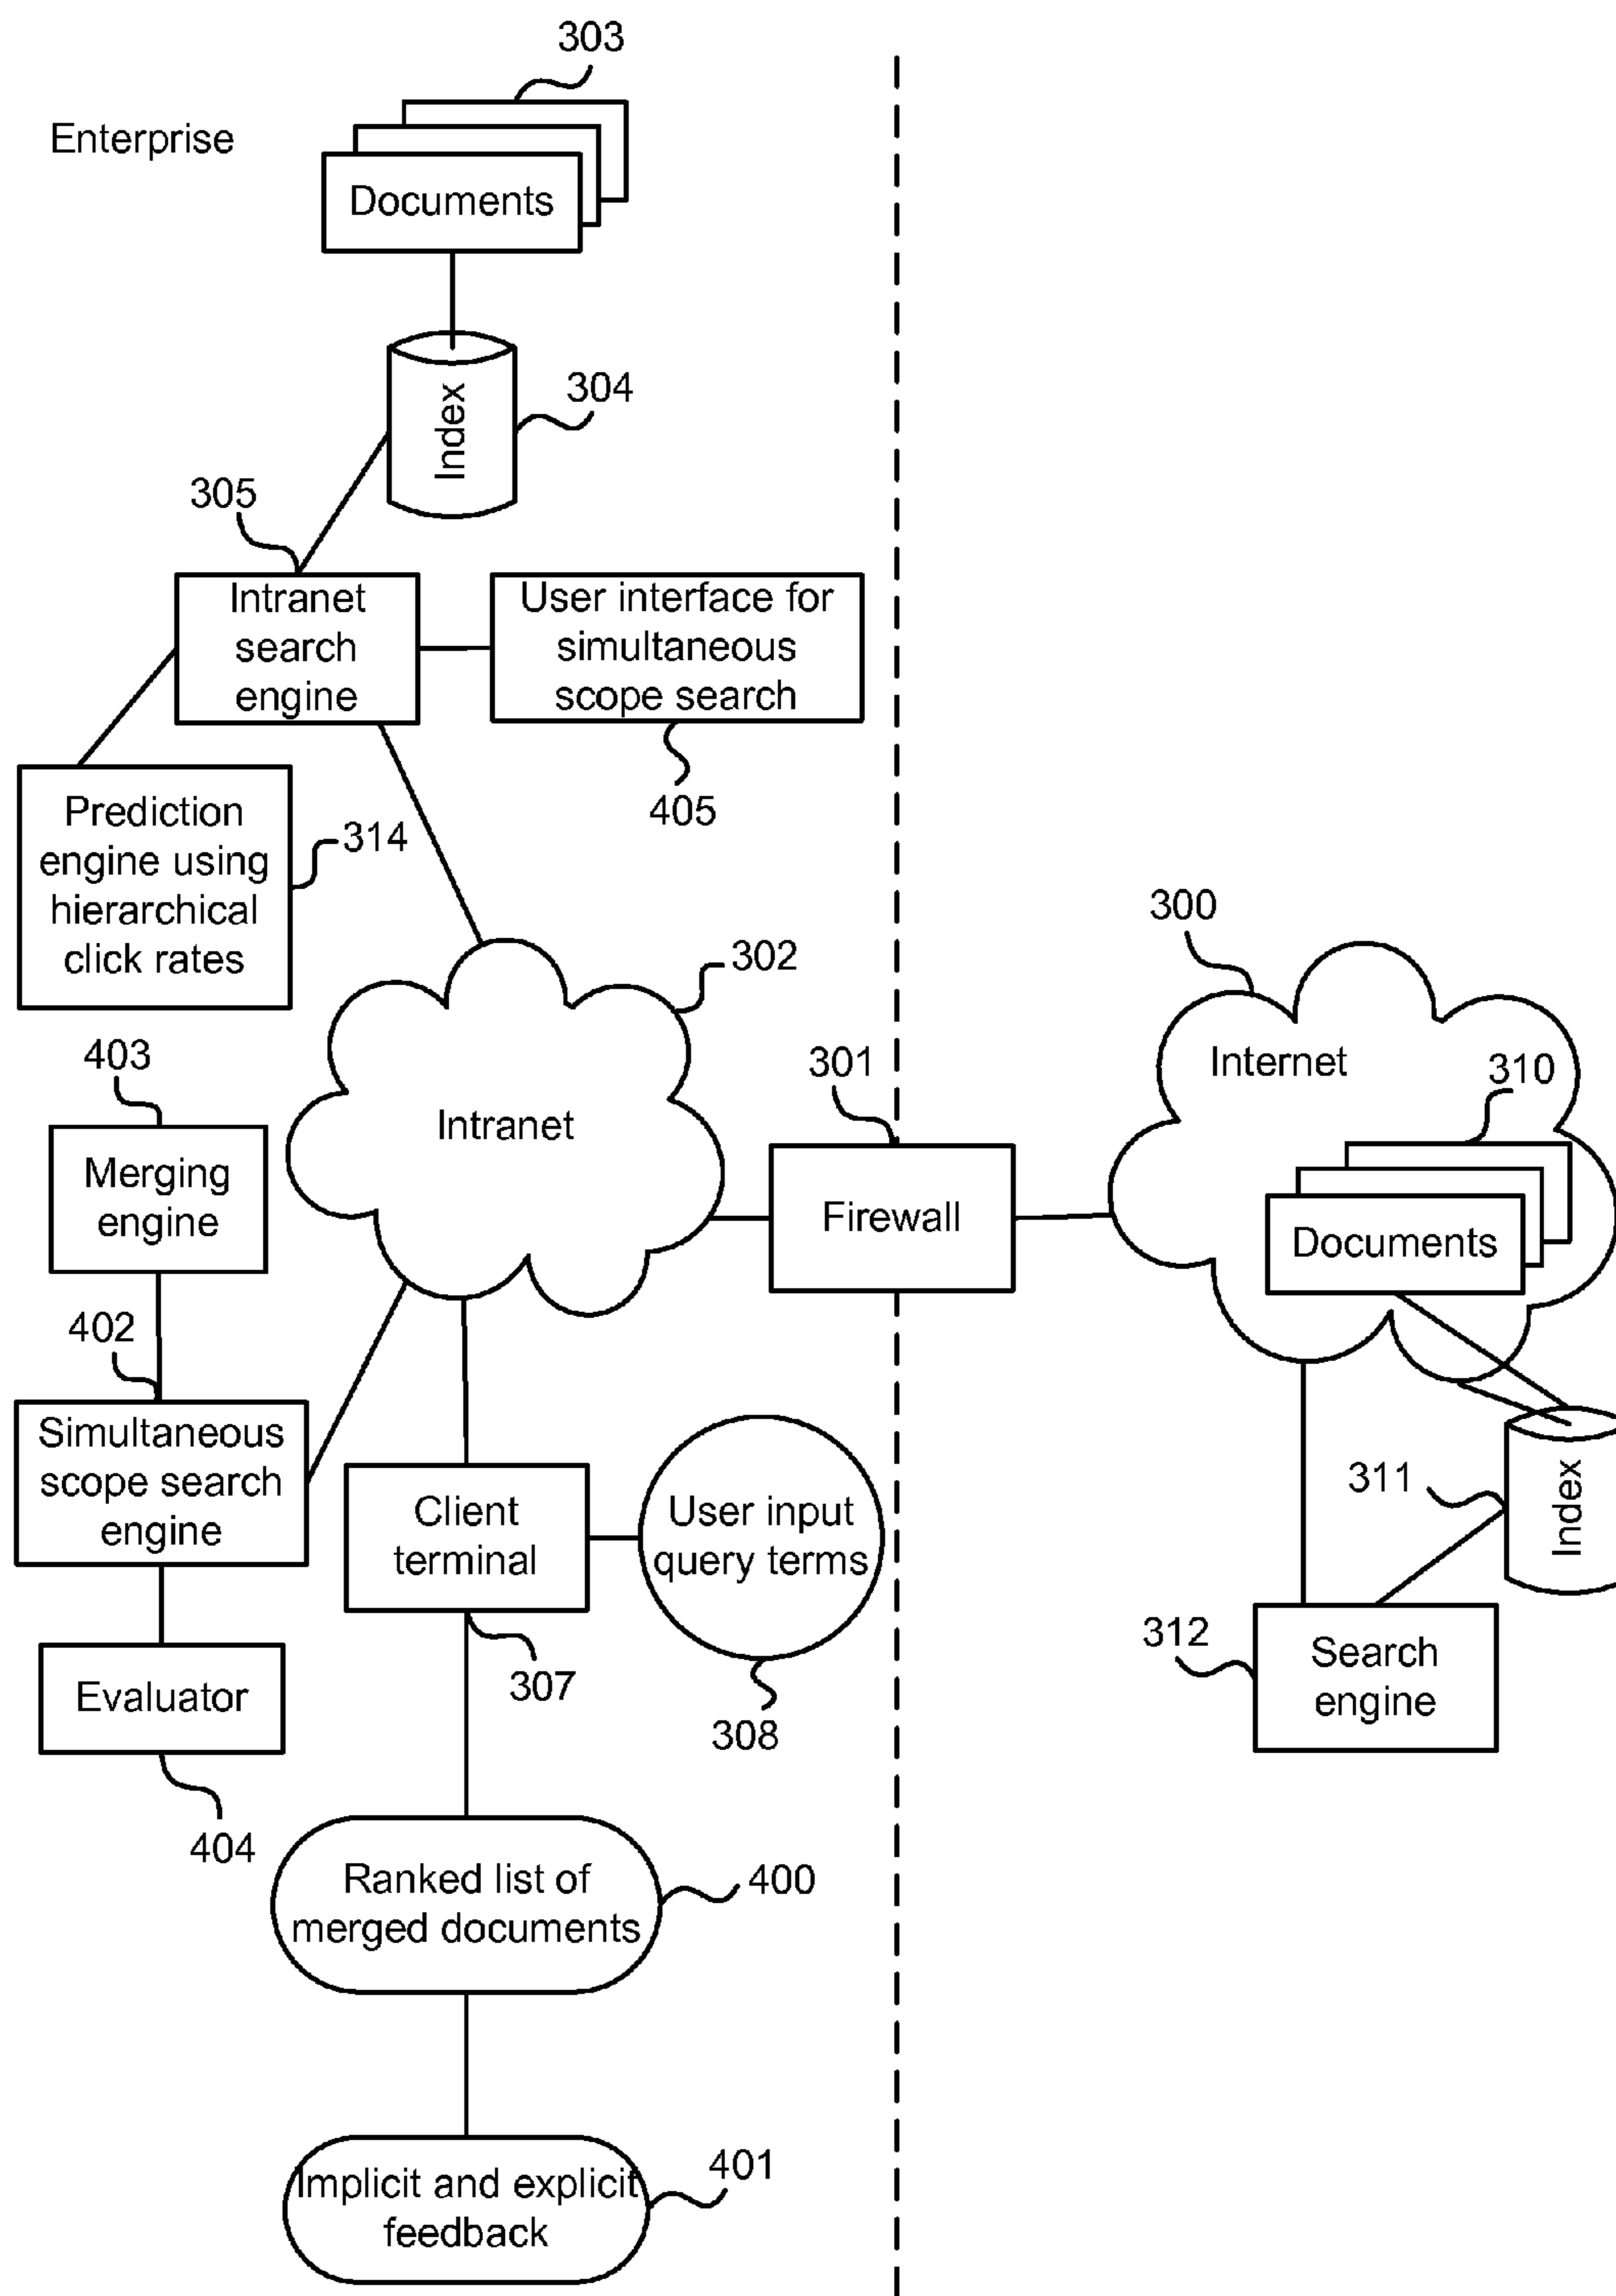 303
Enterprise
Documents
Index
304
305
Intranet
search
engine
User interface for
simultaneous
scope search
405
Prediction
engine using
hierarchical
click rates
314
302
Intranet
403
Merging
engine
402
Simultaneous
scope search
engine
Evaluator
404
301
Firewall
300
Internet
310
Documents
311
Index
312
Search
engine
Client
terminal
307
User input
query terms
308
Ranked list of
merged documents
400
Implicit and explicit
feedback
401